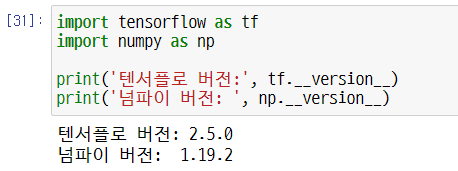 [31]: import tensorflow as tf
import numpy as np
print('텐서플로 버전:', tf.__version__)
print('넘파이 버전: ', np.__version__)
텐서플로 버전: 2.5.0
넘파이 버전:  1.19.2